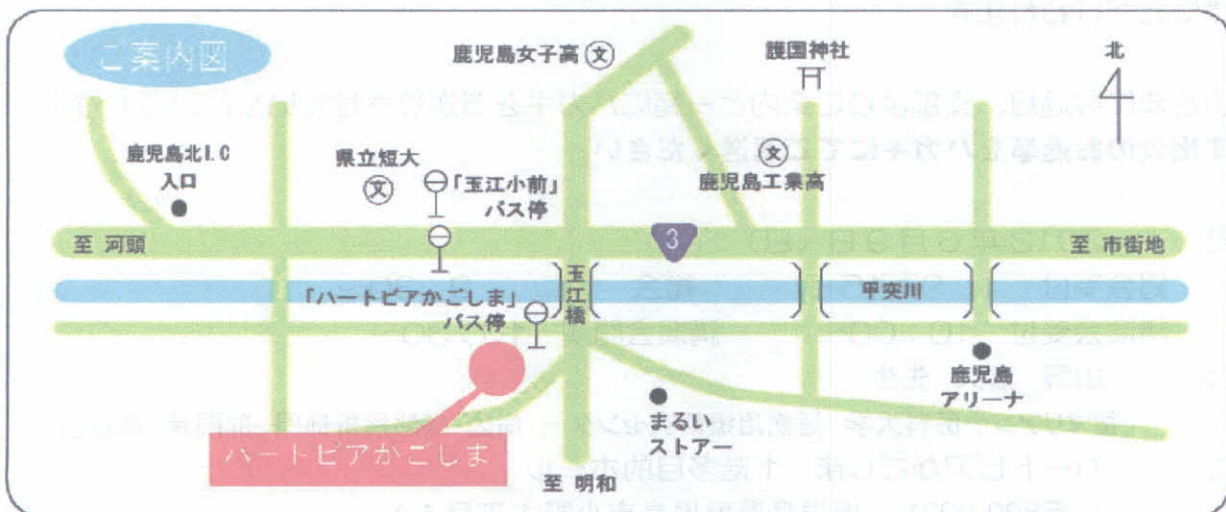 ご案内図
鹿児島女子高 文
護国神社
北
鹿児島北I.C
入口
県立短大
文
「玉江小前」
バス停
文
鹿児島工業高
至 河頭
3
至 市街地
「ハートピアかごしま」
バス停
玉江橋
甲突川
まるい
ストアー
鹿児島
アリーナ
ハートピアかごしま
至 明和